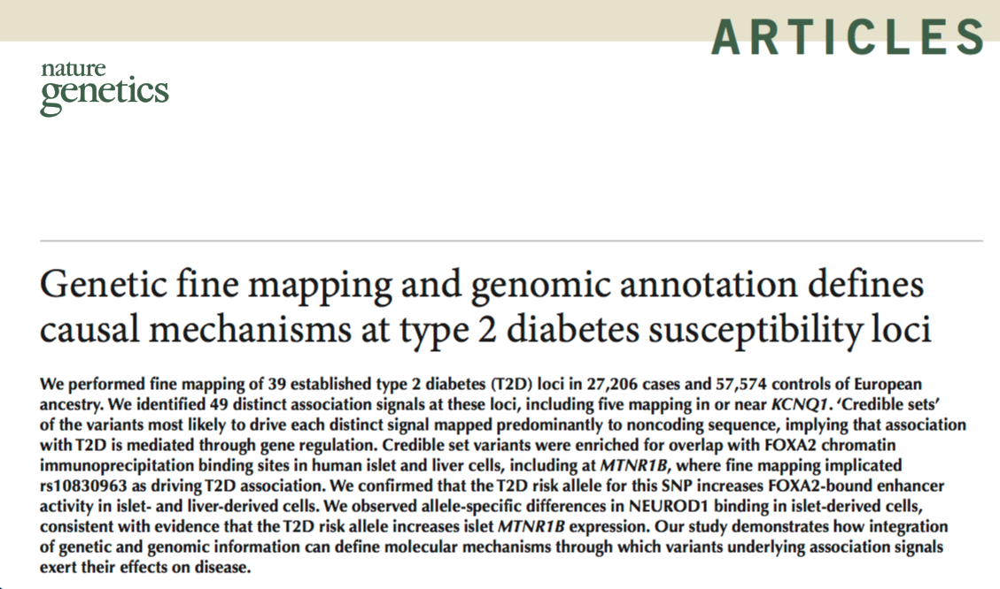 ARTICLES
nature
genetics
Genetic fine mapping and genomic annotation defines
causal mechanisms at type 2 diabetes susceptibility loci
We performed fine mapping of 39 established type 2 diabetes (T2D) loci in 27,206 cases and 57,574 controls of European
ancestry. We identified 49 distinct association signals at these loci, including five mapping in or near KCNQ1. ‘Credible sets’
of the variants most likely to drive each distinct signal mapped predominantly to noncoding sequence, implying that association
with T2D is mediated through gene regulation. Credible set variants were enriched for overlap with FOXA2 chromatin
immunoprecipitation binding sites in human islet and liver cells, including at MTNR1B, where fine mapping implicated
rs10830963 as driving T2D association. We confirmed that the T2D risk allele for this SNP increases FOXA2-bound enhancer
activity in islet- and liver-derived cells. We observed allele-specific differences in NEUROD1 binding in islet-derived cells,
consistent with evidence that the T2D risk allele increases islet MTNR1B expression. Our study demonstrates how integration
of genetic and genomic information can define molecular mechanisms through which variants underlying association signals
exert their effects on disease.